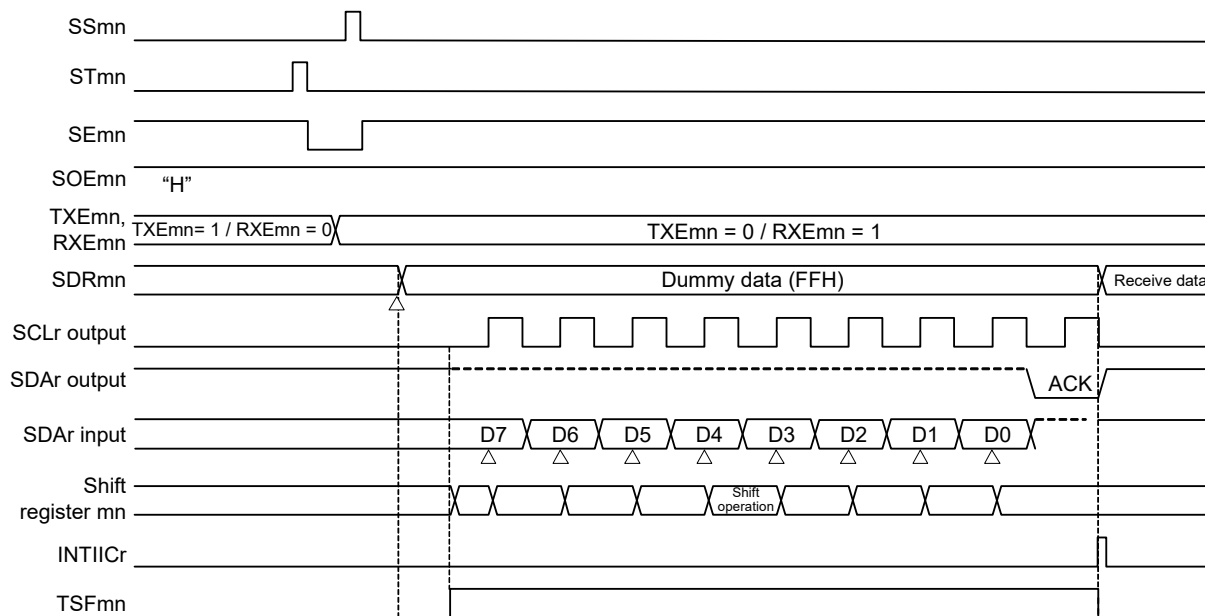 SSmn
STmn
SEmn
SOEmn
“H”
TXEmn,
RXEmn
TXEmn= 1 / RXEmn = 0
TXEmn = 0 / RXEmn = 1
SDRmn
Dummy data (FFH)
Receive data
SCLr output
SDAr output
ACK
SDAr input
D7 D6 D5 D4 D3 D2 D1 D0
Shift
register mn
Shift
operation
INTIICr
TSFmn